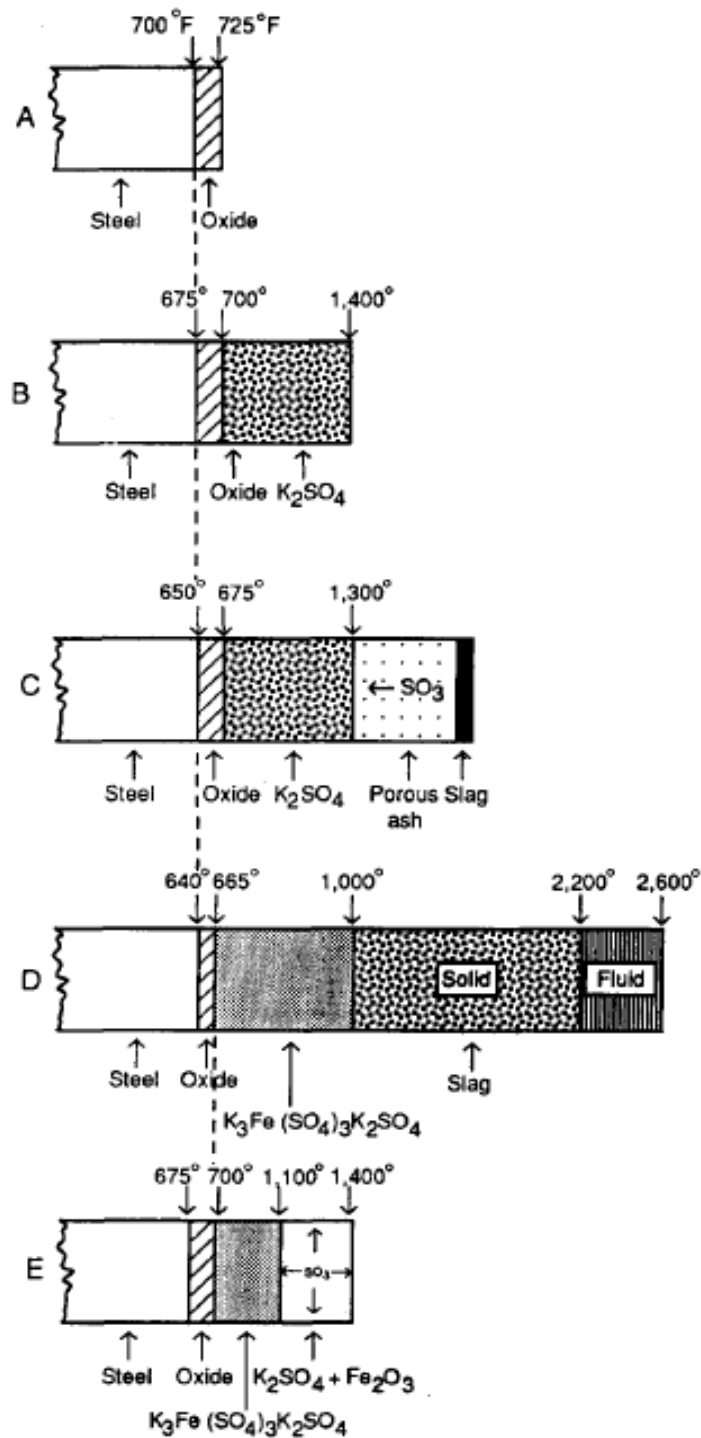 700°F 725°F
A
Steel Oxide
675° 700° 1,400°
B
Steel Oxide K₂SO₄
650° 675° 1,300°
C
← SO₃
Steel Oxide K₂SO₄ Porous Slag
ash
640° 665° 1,000° 2,200° 2,600°
D
Solid Fluid
Steel Oxide Slag
K₃Fe (SO₄)₃K₂SO₄
675° 700° 1,100° 1,400°
E
SO₃
Steel Oxide K₂SO₄ + Fe₂O₃
K₃Fe (SO₄)₃K₂SO₄